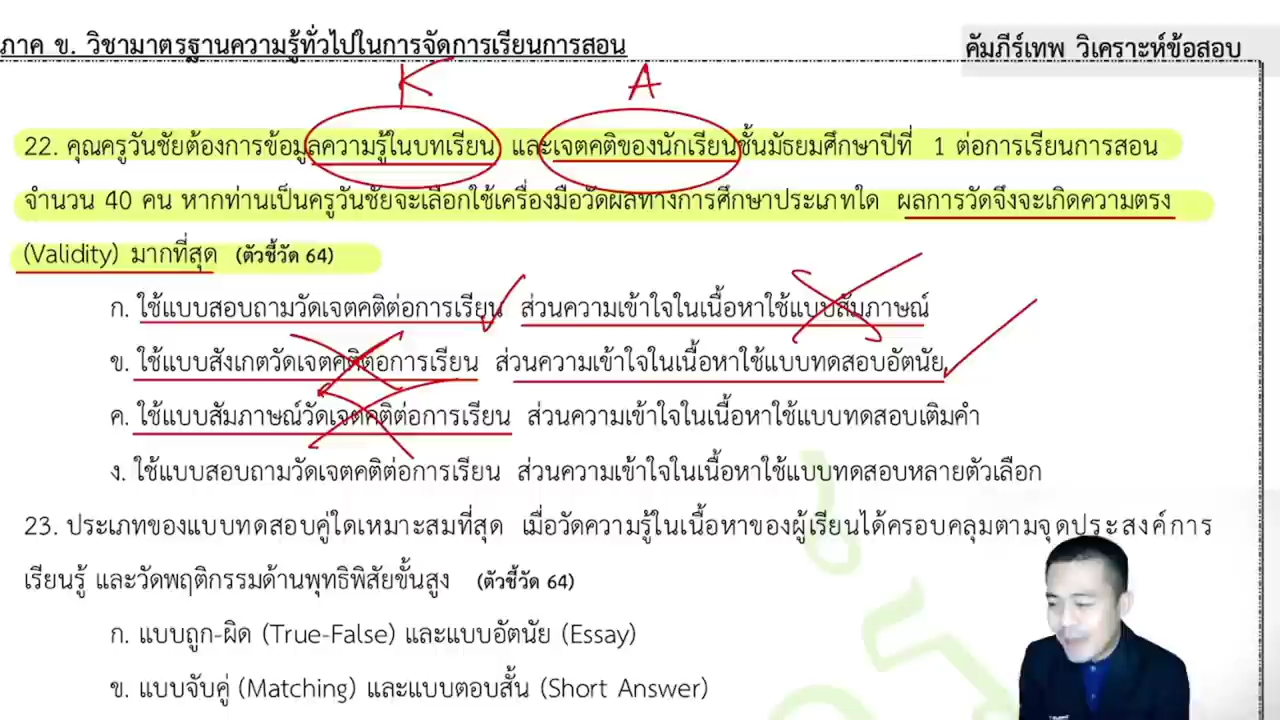 ภาค ข. วิชามาตรฐานความรู้ทั่วไปในการจัดการเรียนการสอน
คัมภีร์เทพ วิเคราะห์ข้อสอบ
K A
22. คุณครูวันชัยต้องการข้อมูลความรู้ในบทเรียน และเจตคติของนักเรียนชั้นมัธยมศึกษาปีที่ 1 ต่อการเรียนการสอน
จำนวน 40 คน หากท่านเป็นครูวันชัยจะเลือกใช้เครื่องมือวัดผลทางการศึกษาประเภทใด ผลการวัดจึงจะเกิดความตรง
(Validity) มากที่สุด (ตัวชี้วัด 64)
ก. ใช้แบบสอบถามวัดเจตคติต่อการเรียน ส่วนความเข้าใจในเนื้อหาใช้แบบสัมภาษณ์
ข. ใช้แบบสังเกตวัดเจตคติต่อการเรียน ส่วนความเข้าใจในเนื้อหาใช้แบบทดสอบอัตนัย
ค. ใช้แบบสัมภาษณ์วัดเจตคติต่อการเรียน ส่วนความเข้าใจในเนื้อหาใช้แบบทดสอบเติมคำ
ง. ใช้แบบสอบถามวัดเจตคติต่อการเรียน ส่วนความเข้าใจในเนื้อหาใช้แบบทดสอบหลายตัวเลือก
23. ประเภทของแบบทดสอบคู่ใดเหมาะสมที่สุด เมื่อวัดความรู้ในเนื้อหาของผู้เรียนได้ครอบคลุมตามจุดประสงค์การ
เรียนรู้ และวัดพฤติกรรมด้านพุทธิพิสัยขั้นสูง (ตัวชี้วัด 64)
ก. แบบถูก-ผิด (True-False) และแบบอัตนัย (Essay)
ข. แบบจับคู่ (Matching) และแบบตอบสั้น (Short Answer)